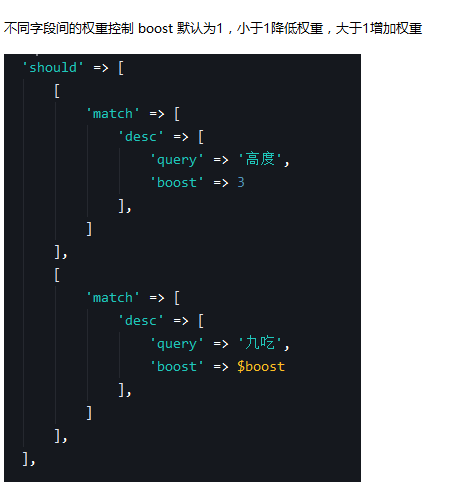 不同字段间的权重控制 boost 默认为1，小于1降低权重，大于1增加权重
'should' => [
[
'match' => [
'desc' => [
'query' => '高度',
'boost' => 3
],
]
],
[
'match' => [
'desc' => [
'query' => '九吃',
'boost' => $boost
],
]
],
],